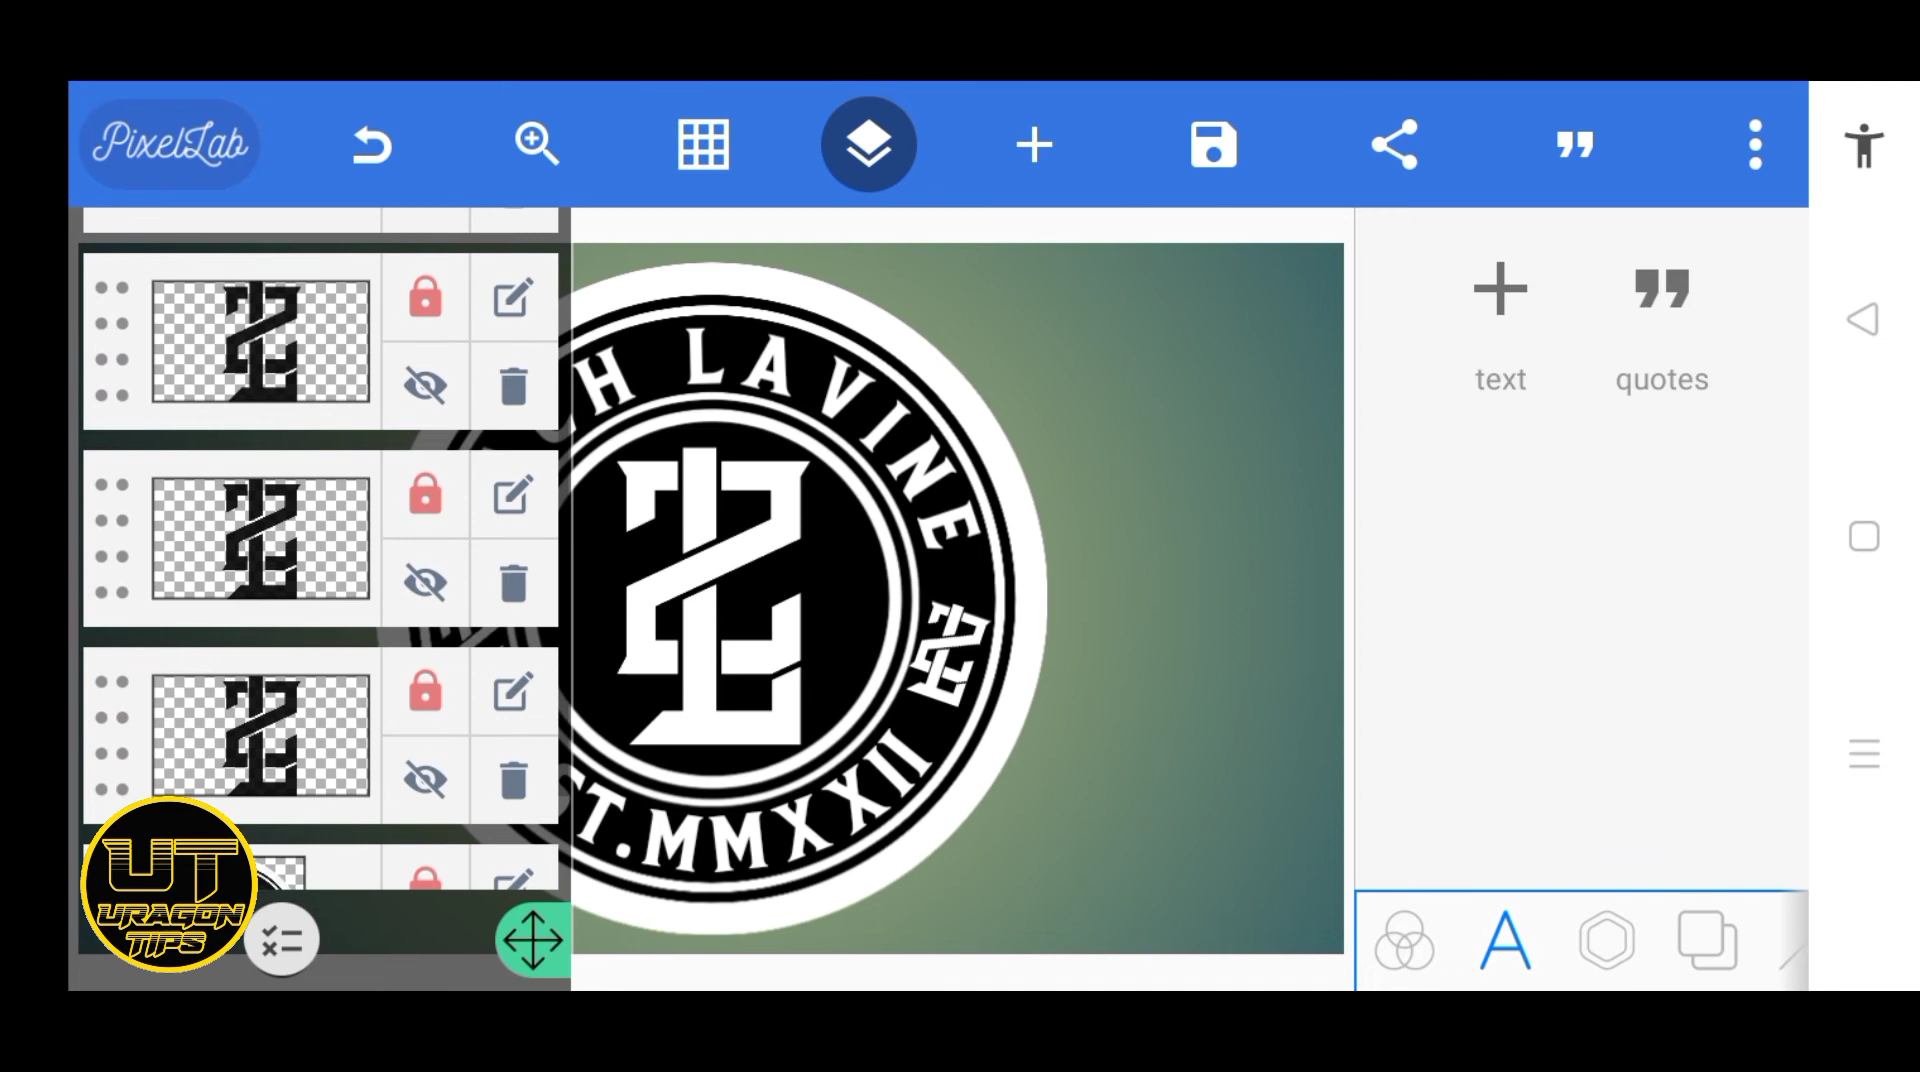 PixelLab
text
quotes
H LAVINE
T.MMXXII
UT
URAGON
TIPS